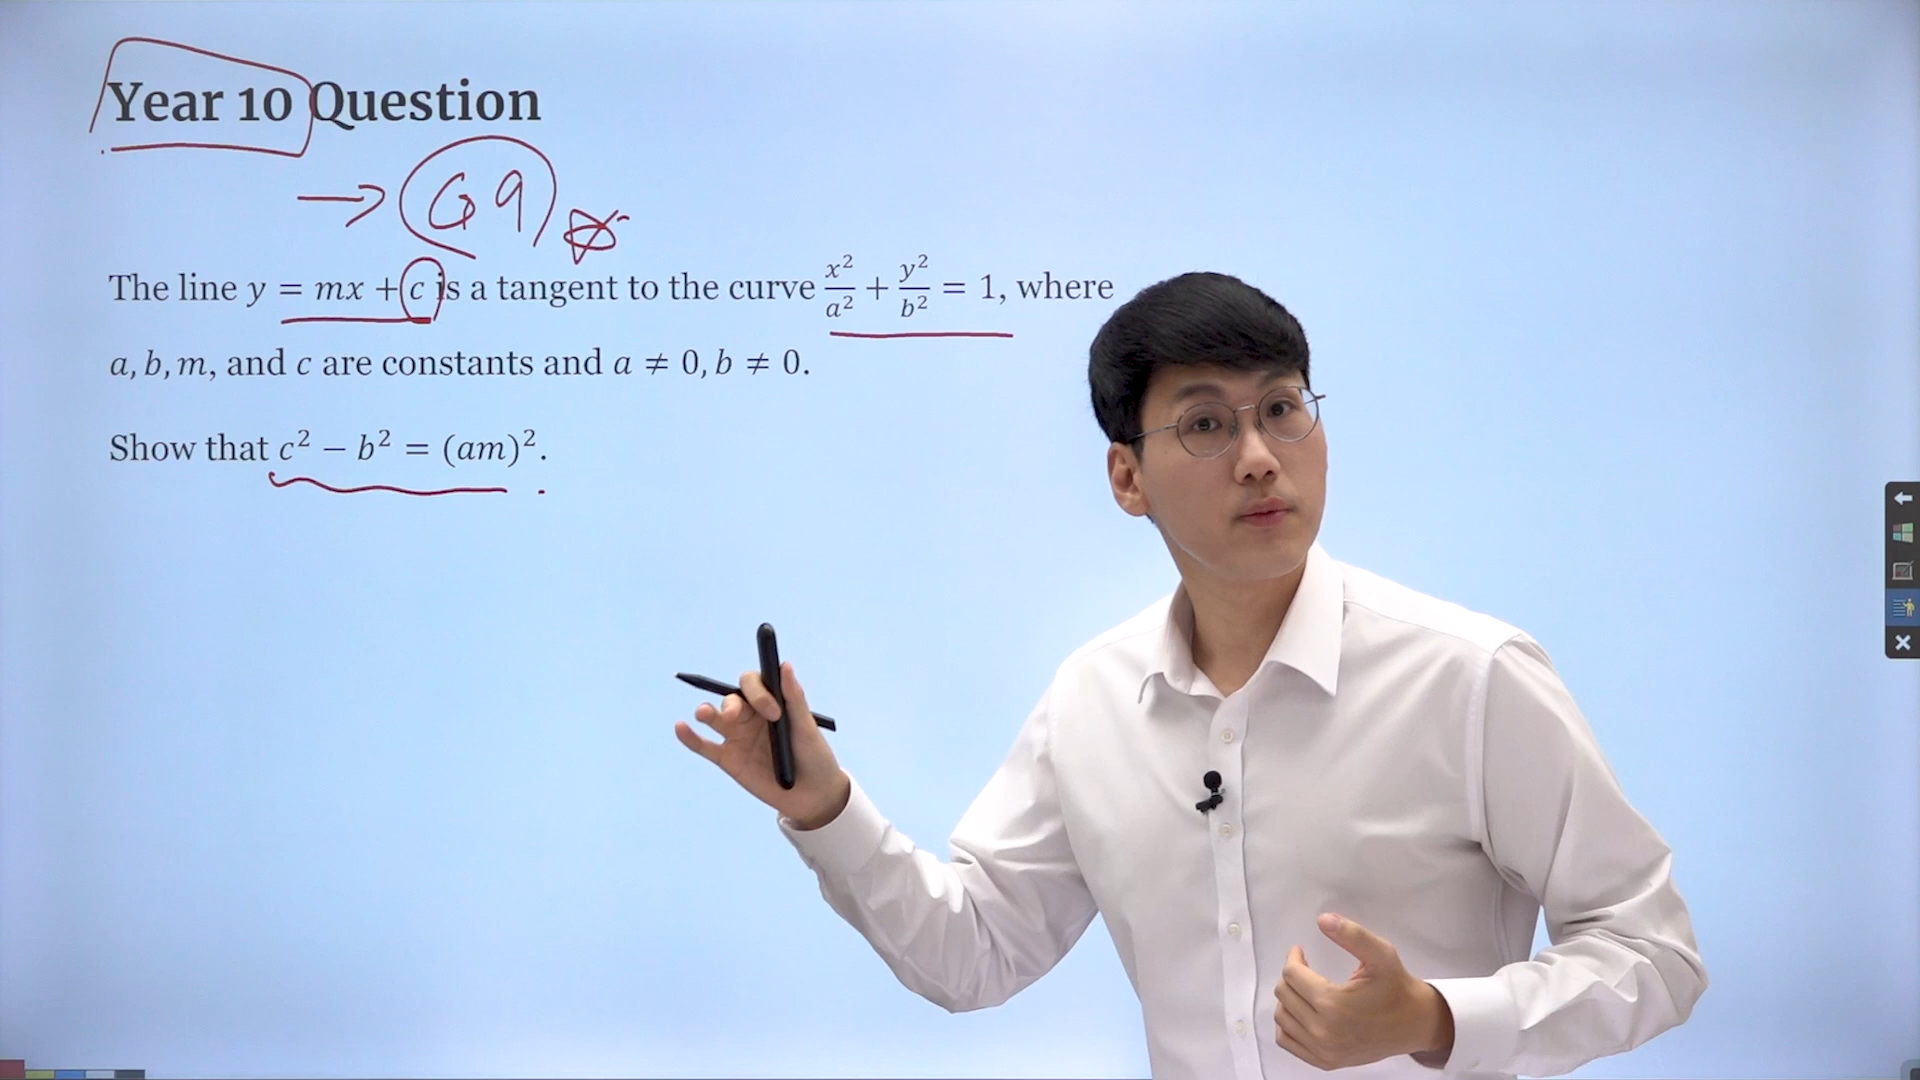 Year 10 Question
→ G9 ☆
The line y = mx + c is a tangent to the curve x²/a² + y²/b² = 1, where
a, b, m, and c are constants and a ≠ 0, b ≠ 0.
Show that c² − b² = (am)².